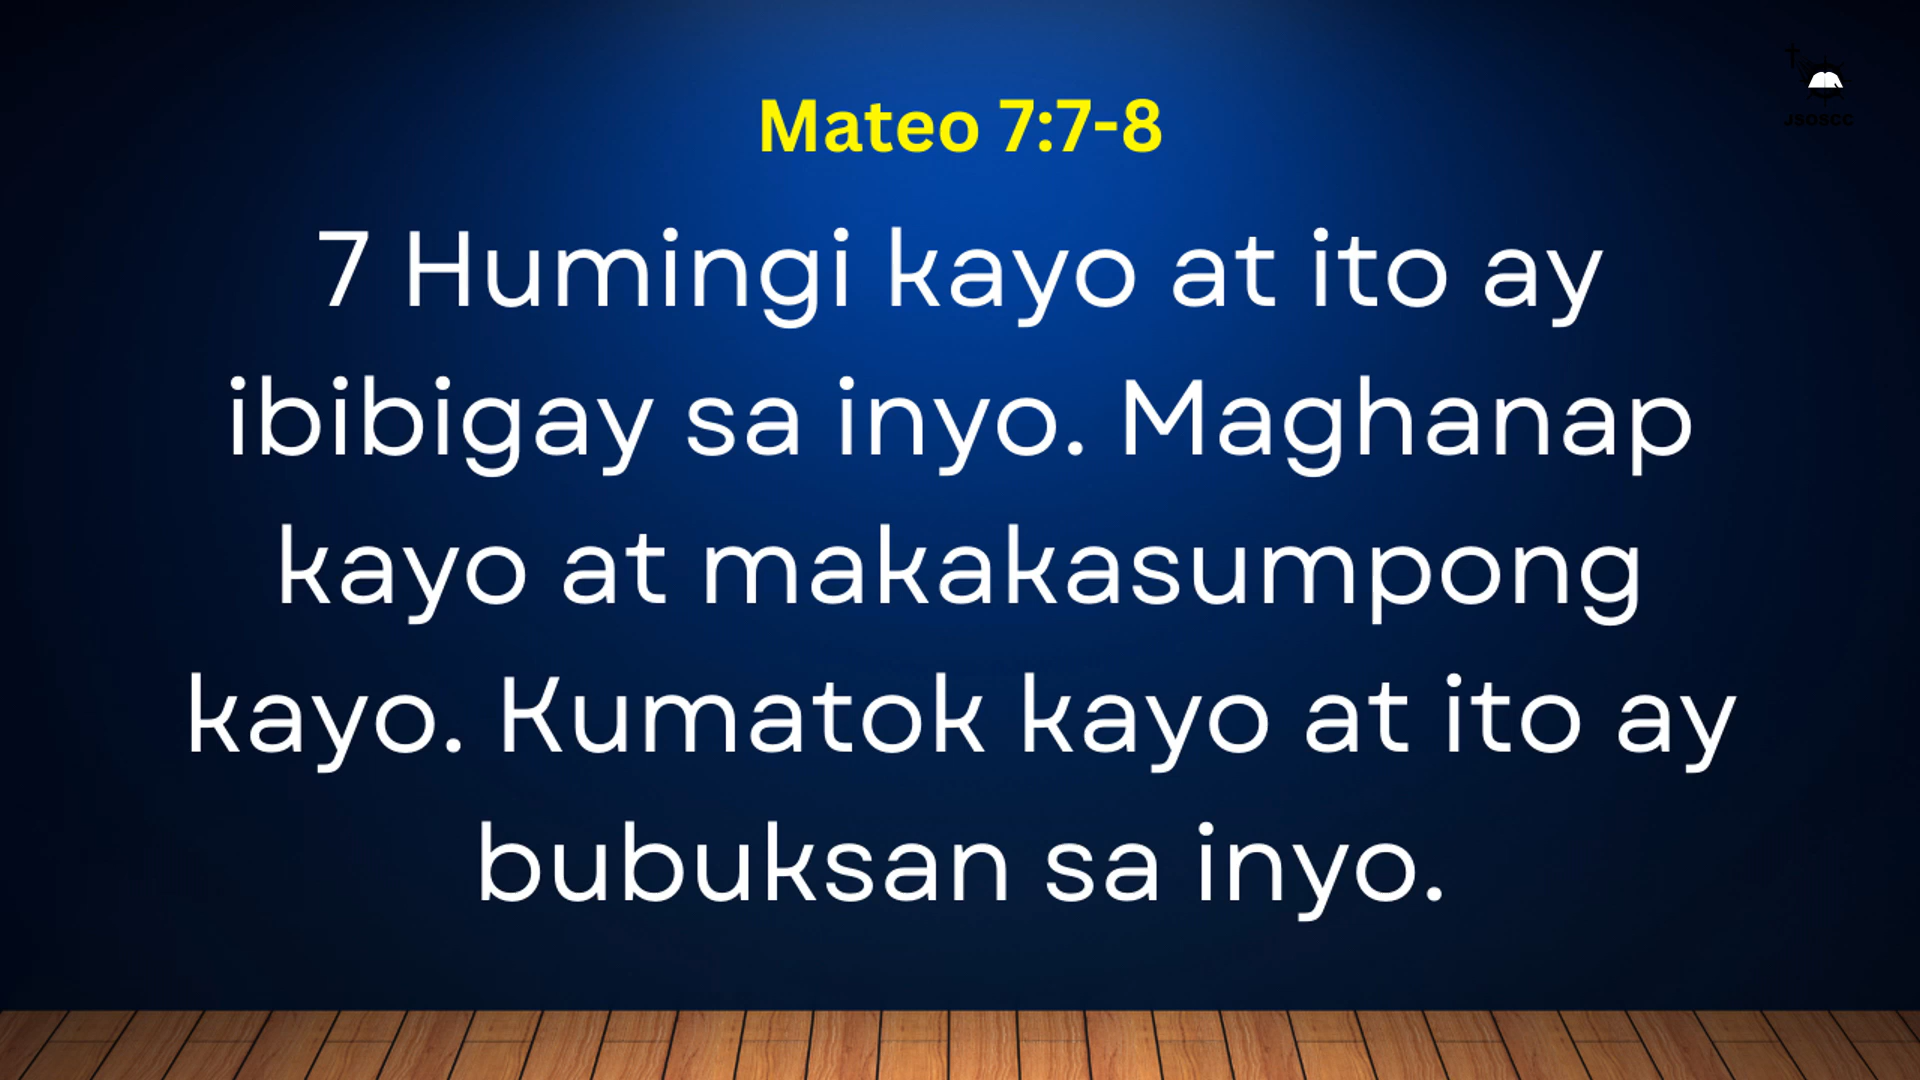 Mateo 7:7-8
JSOSCC
7 Humingi kayo at ito ay
ibibigay sa inyo. Maghanap
kayo at makakasumpong
kayo. Kumatok kayo at ito ay
bubuksan sa inyo.